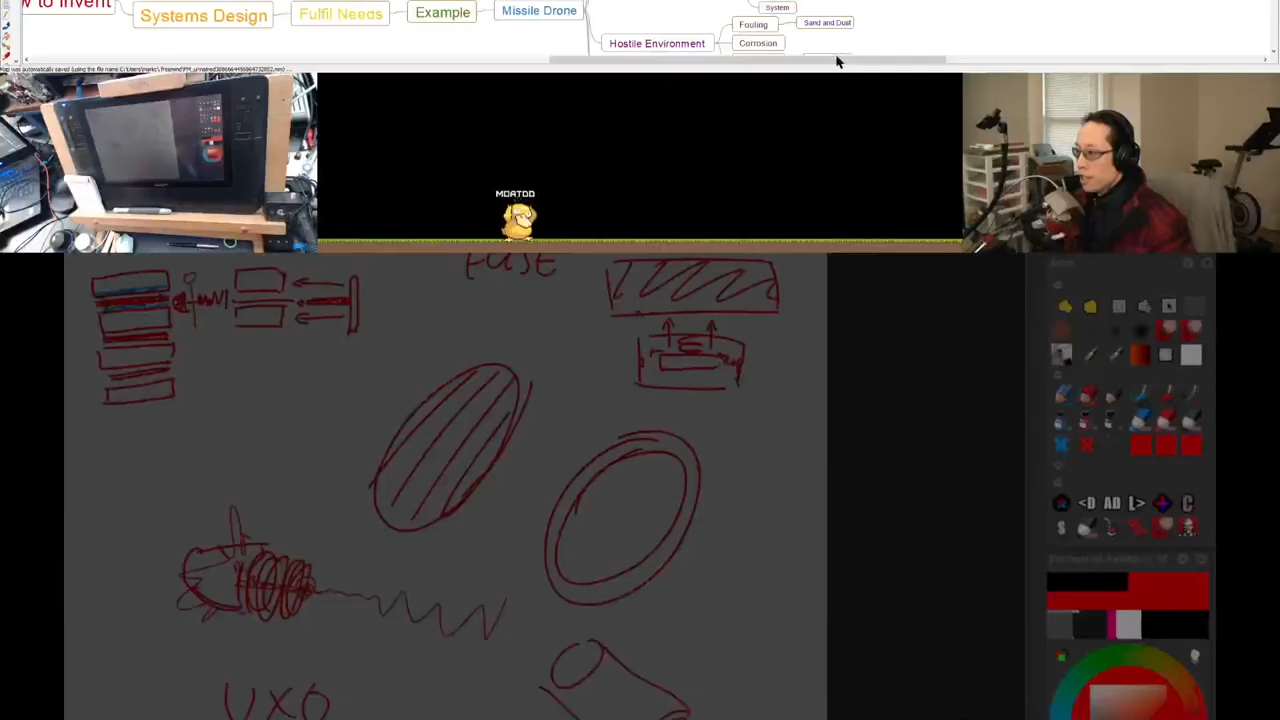 System
w to Invent
Systems Design
Fulfil Needs
Example
Missile Drone
Fouling
Sand and Dust
Hostile Environment
Corrosion
MOATOD
FUSE
<D
AD
L>
C
UXO